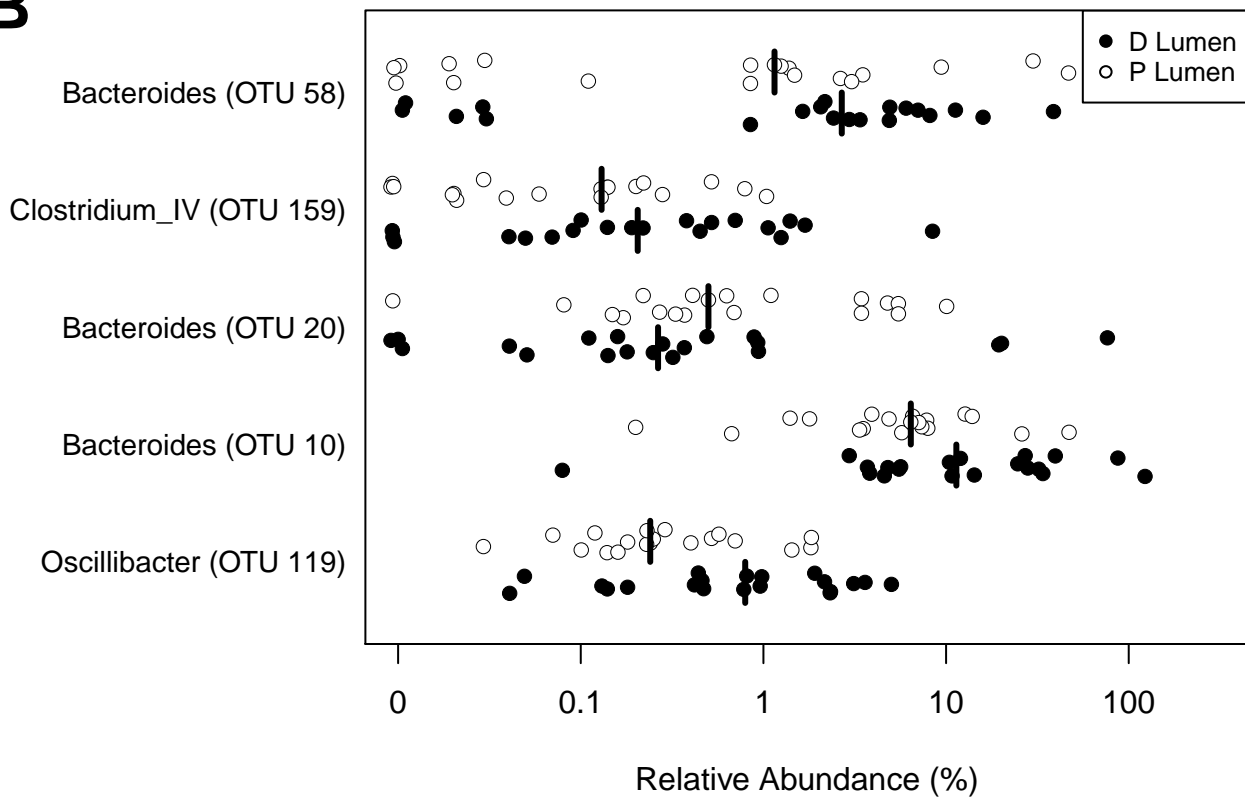 B
D Lumen
P Lumen
Bacteroides (OTU 58)
Clostridium_IV (OTU 159)
Bacteroides (OTU 20)
Bacteroides (OTU 10)
Oscillibacter (OTU 119)
0 0.1 1 10 100
Relative Abundance (%)